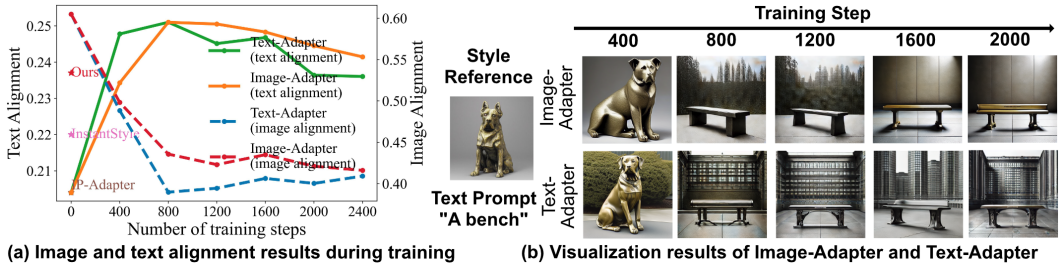 0.25
0.24
0.23
0.22
0.21
Text Alignment
Ours
InstantStyle
IP-Adapter
Text-Adapter
(text alignment)
Image-Adapter
(text alignment)
Text-Adapter
(image alignment)
Image-Adapter
(image alignment)
0.60
0.55
0.50
0.45
0.40
Image Alignment
0 400 800 1200 1600 2000 2400
Number of training steps
(a) Image and text alignment results during training
Style
Reference
Text Prompt
"A bench"
Training Step
400 800 1200 1600 2000
Image-
Adapter
Text-
Adapter
(b) Visualization results of Image-Adapter and Text-Adapter